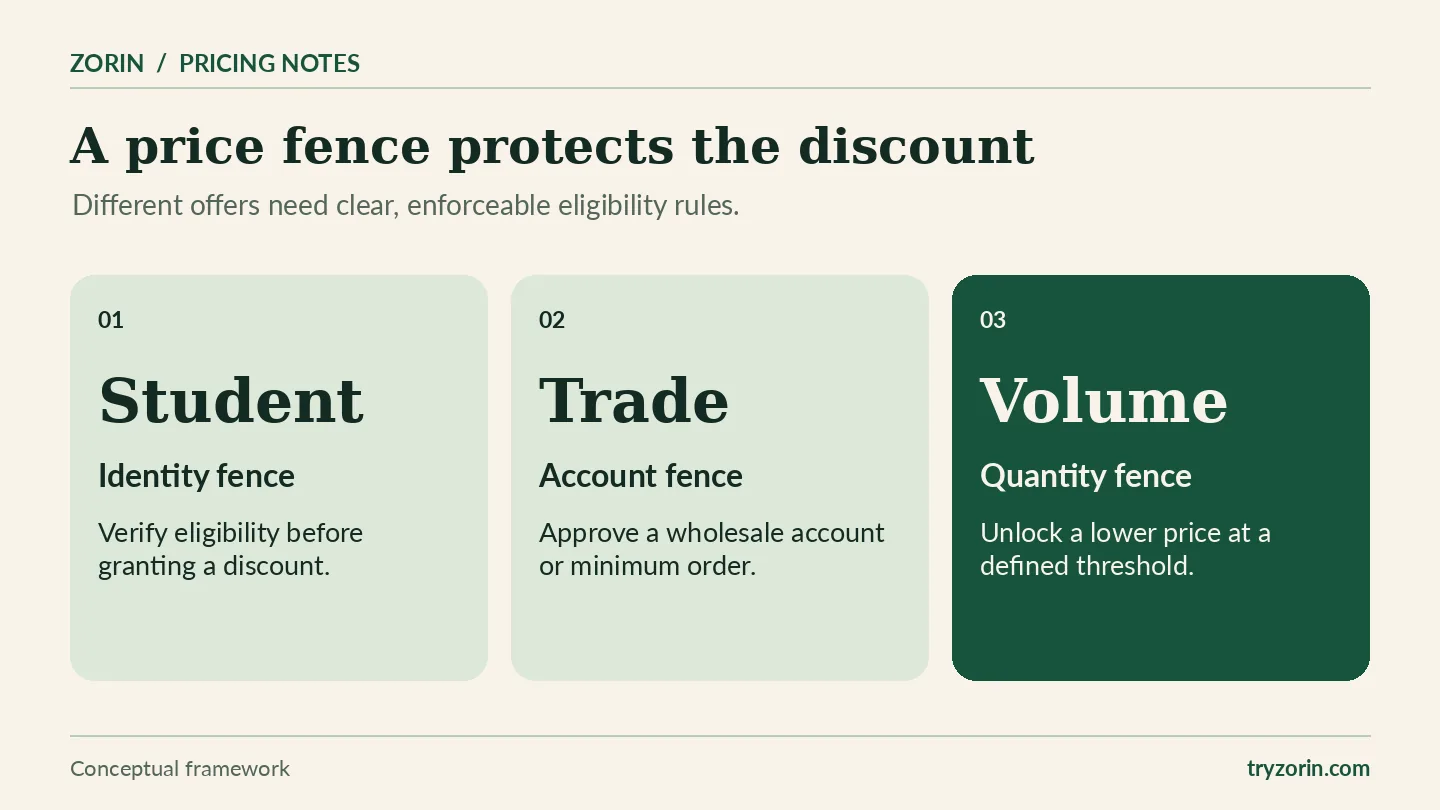 ZORIN / PRICING NOTES
A price fence protects the discount
Different offers need clear, enforceable eligibility rules.
01
Student
Identity fence
Verify eligibility before
granting a discount.
02
Trade
Account fence
Approve a wholesale account
or minimum order.
03
Volume
Quantity fence
Unlock a lower price at a
defined threshold.
Conceptual framework
tryzorin.com